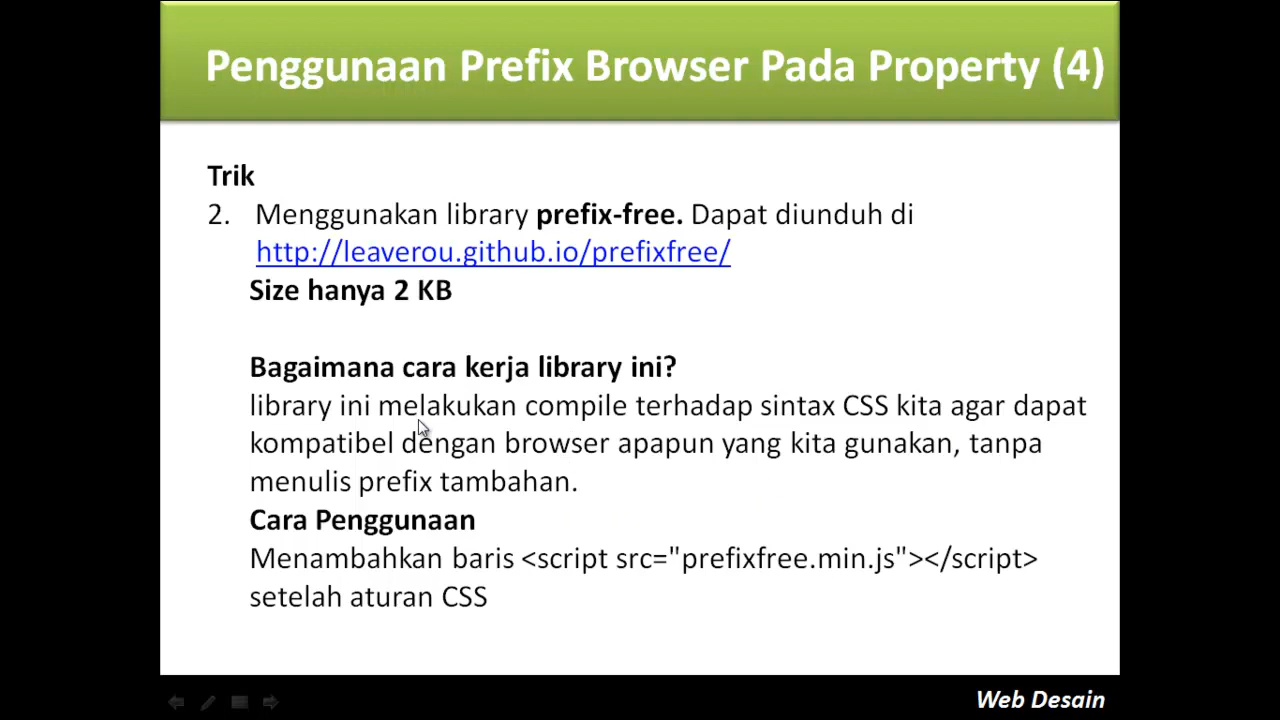 Penggunaan Prefix Browser Pada Property (4)
Trik
2. Menggunakan library prefix-free. Dapat diunduh di
http://leaverou.github.io/prefixfree/
Size hanya 2 KB
Bagaimana cara kerja library ini?
library ini melakukan compile terhadap sintax CSS kita agar dapat
kompatibel dengan browser apapun yang kita gunakan, tanpa
menulis prefix tambahan.
Cara Penggunaan
Menambahkan baris <script src="prefixfree.min.js"></script>
setelah aturan CSS
Web Desain